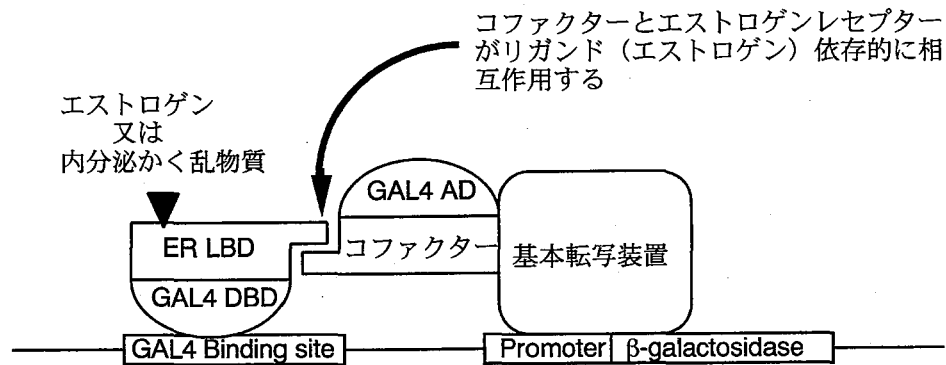 コファクターとエストロゲンレセプター
がリガンド（エストロゲン）依存的に相
互作用する
エストロゲン
又は
内分泌かく乱物質
GAL4 AD
ER LBD
コファクター
基本転写装置
GAL4 DBD
GAL4 Binding site
Promoter
β-galactosidase